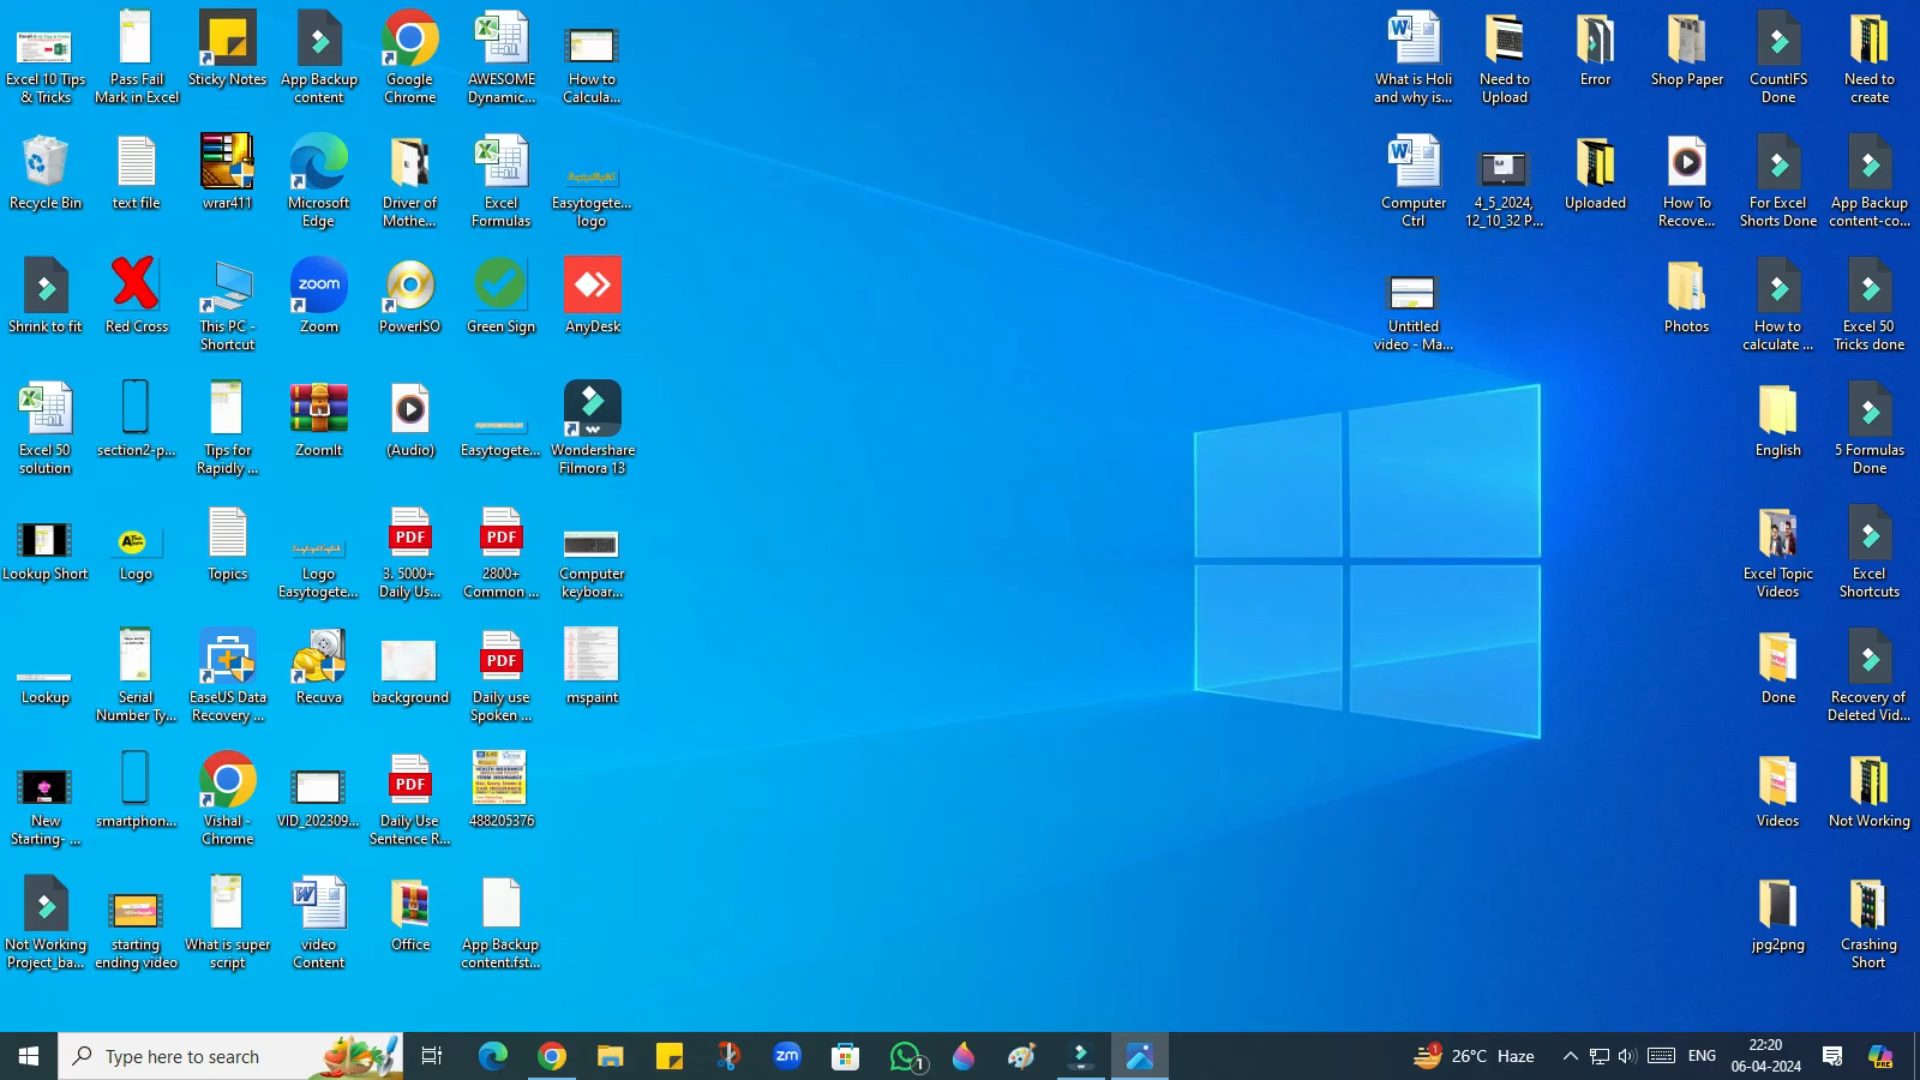 Excel 10 Tips
& Tricks
Pass Fail
Mark in Excel
Sticky Notes
App Backup
content
Google
Chrome
AWESOME
Dynamic...
How to
Calcula...
What is Holi
and why is...
Need to
Upload
Error
Shop Paper
CountIFS
Done
Need to
create
Recycle Bin
text file
wrar411
Microsoft
Edge
Driver of
Mothe...
Excel
Formulas
Easytogete...
logo
Computer
Ctrl
4_5_2024,
12_10_32 P...
Uploaded
How To
Recove...
For Excel
Shorts Done
App Backup
content-co...
Shrink to fit
Red Cross
This PC -
Shortcut
zoom
Zoom
PowerISO
Green Sign
AnyDesk
Untitled
video - Ma...
Photos
How to
calculate ...
Excel 50
Tricks done
Excel 50
solution
section2-p...
Tips for
Rapidly ...
ZoomIt
(Audio)
Easytogete...
Wondershare
Filmora 13
English
5 Formulas
Done
Lookup Short
Logo
Topics
Logo
Easytogete...
PDF
3. 5000+
Daily Us...
PDF
2800+
Common ...
Computer
keyboar...
Excel Topic
Videos
Excel
Shortcuts
Lookup
Serial
Number Ty...
EaseUS Data
Recovery ...
Recuva
background
PDF
Daily use
Spoken ...
mspaint
Done
Recovery of
Deleted Vid...
New
Starting- ...
smartphon...
Vishal -
Chrome
VID_202309...
PDF
Daily Use
Sentence R...
488205376
Videos
Not Working
Not Working
Project_ba...
starting
ending video
What is super
script
video
Content
Office
App Backup
content.fst...
jpg2png
Crashing
Short
Type here to search
zm
1
1
26°C Haze
ENG
22:20
06-04-2024
PRE